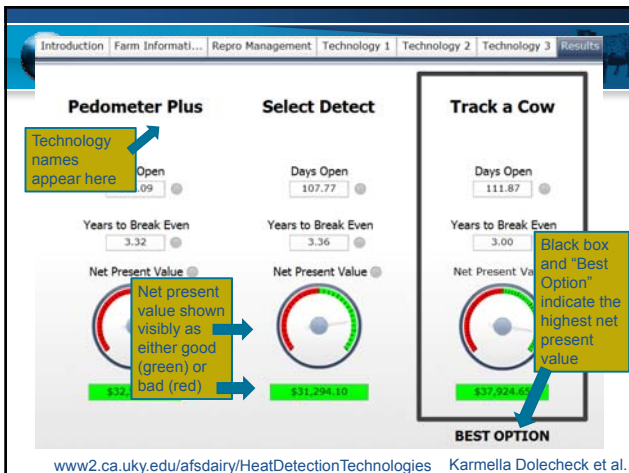 Introduction Farm Informati... Repro Management Technology 1 Technology 2 Technology 3 Results
Pedometer Plus
Select Detect
Track a Cow
Technology
names
appear here
Open
.09
Days Open
107.77
Days Open
111.87
Years to Break Even
3.32
Years to Break Even
3.36
Years to Break Even
3.00
Net Present Value
Net Present Value
Net Present
Net present
value shown
visibly as
either good
(green) or
bad (red)
Black box
and “Best
Option”
indicate the
highest net
present
value
$32,
$31,294.10
$37,924.65
BEST OPTION
www2.ca.uky.edu/afsdairy/HeatDetectionTechnologies Karmella Dolecheck et al.